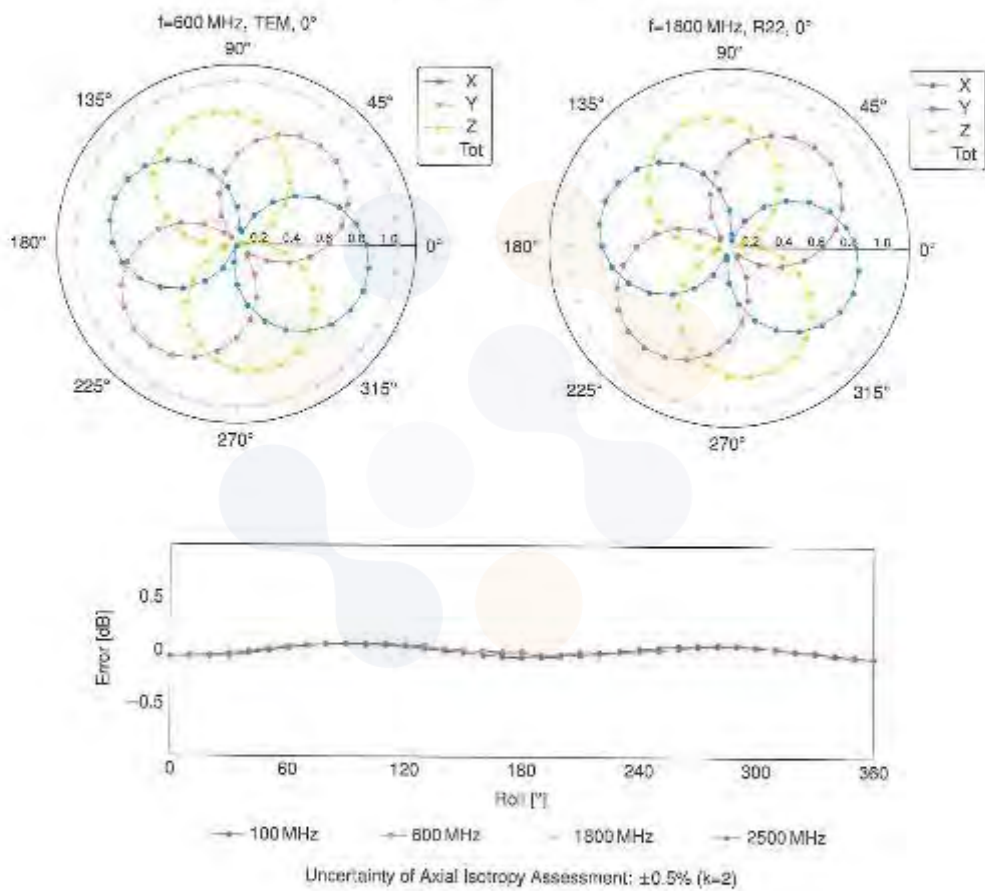 f=600 MHz, TEM, 0°
90°
135°
45°
180°
0.2 0.4 0.6 0.8 1.0
0°
225°
315°
270°
X
Y
Z
Tot
f=1800 MHz, R22, 0°
90°
135°
45°
180°
0.2 0.4 0.6 0.8 1.0
0°
225°
315°
270°
X
Y
Z
Tot
Error [dB]
0.5
0
−0.5
0 60 120 180 240 300 360
Roll [°]
100 MHz 600 MHz 1800 MHz 2500 MHz
Uncertainty of Axial Isotropy Assessment: ±0.5% (k=2)